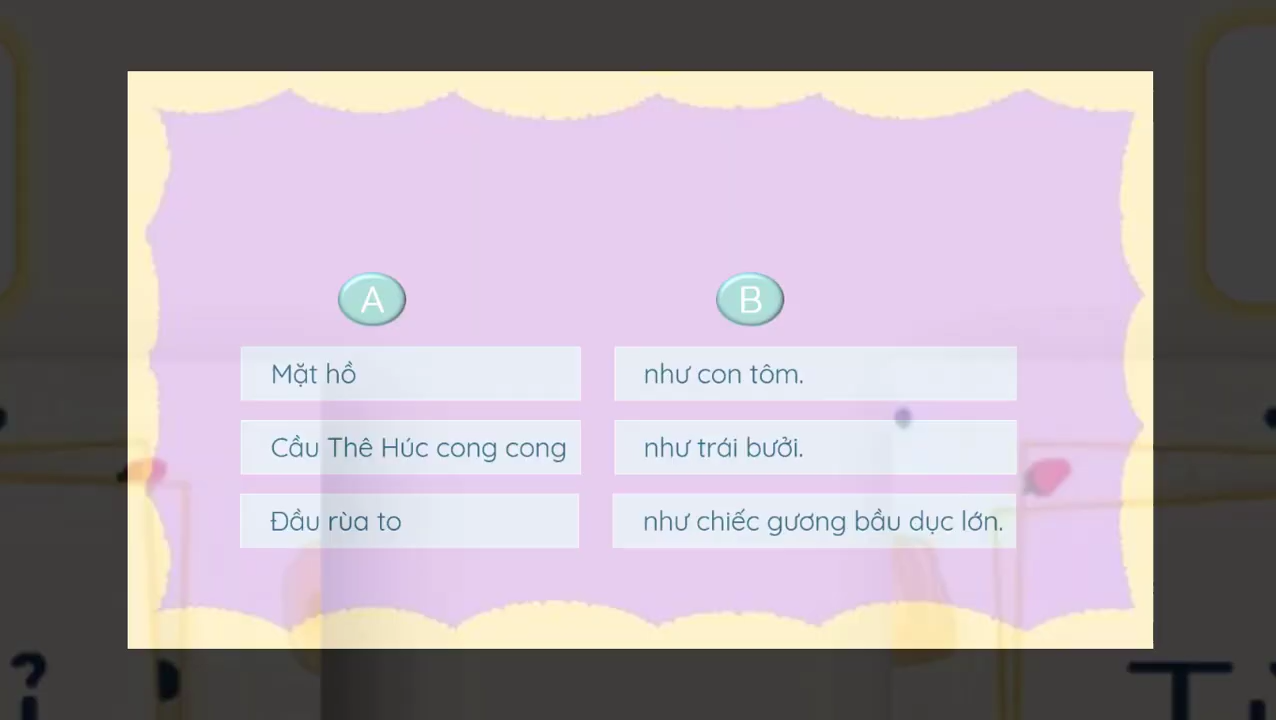 A
B
Mặt hồ
như con tôm.
Cầu Thê Húc cong cong
như trái bưởi.
Đầu rùa to
như chiếc gương bầu dục lớn.